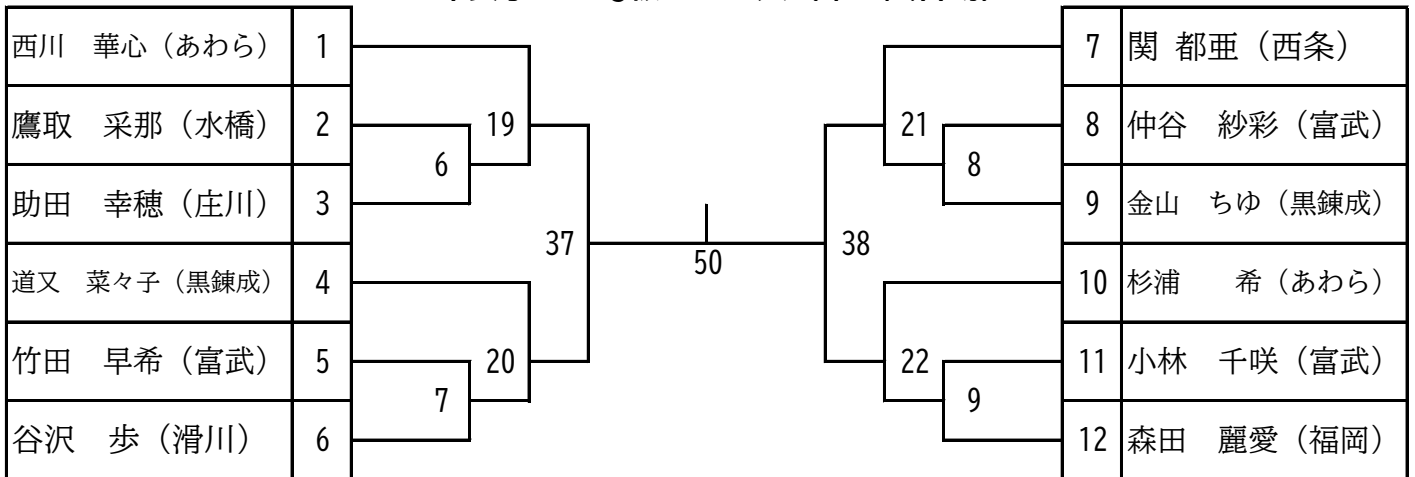 西川 華心（あわら） 1
鷹取 采那（水橋） 2
助田 幸穂（庄川） 3
道又 菜々子（黒錬成） 4
竹田 早希（富武） 5
谷沢 歩（滑川） 6
19
6
37
20
7
50
21
8
38
22
9
7 関 都亜（西条）
8 仲谷 紗彩（富武）
9 金山 ちゆ（黒錬成）
10 杉浦 希（あわら）
11 小林 千咲（富武）
12 森田 麗愛（福岡）